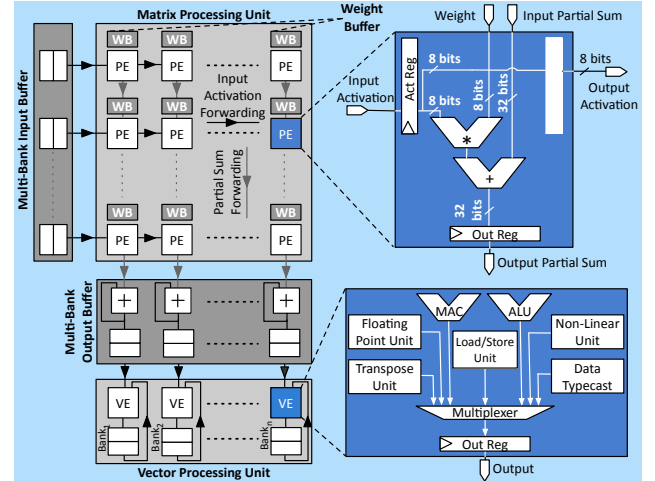 Matrix Processing Unit
Weight
Buffer
Multi-Bank Input Buffer
WB WB WB
PE PE PE
Input
Activation
Forwarding
WB WB WB
PE PE PE
Partial Sum
Forwarding
WB WB WB
PE PE PE
Weight
Input Partial Sum
Input
Activation
Act Reg
8 bits
8 bits
8 bits
32 bits
8 bits
Output
Activation
*
+
32
bits
Out Reg
Output Partial Sum
Multi-Bank
Output Buffer
+ + +
VE VE VE
Bank1 Bank2 Bankn
Vector Processing Unit
MAC ALU
Floating
Point Unit
Load/Store
Unit
Non-Linear
Unit
Transpose
Unit
Data
Typecast
Multiplexer
Out Reg
Output